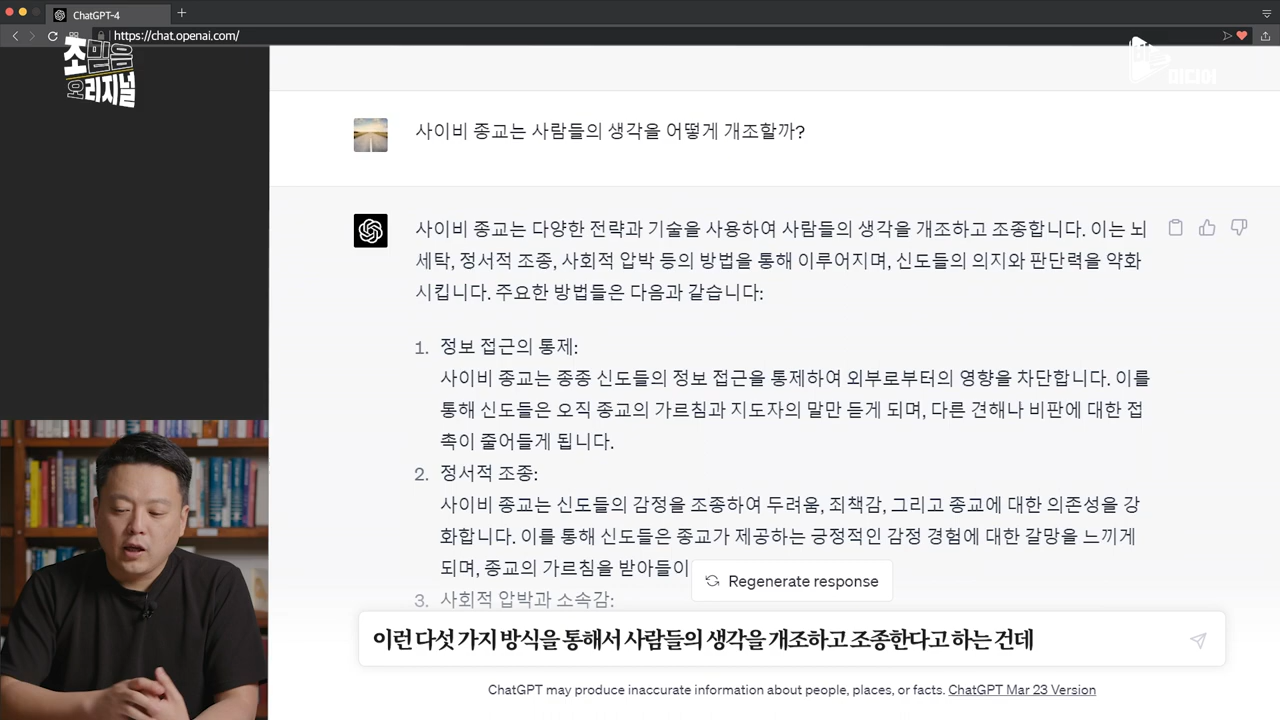 ChatGPT-4
https://chat.openai.com/
조믿음
오리지널
미디어
사이비 종교는 사람들의 생각을 어떻게 개조할까?
사이비 종교는 다양한 전략과 기술을 사용하여 사람들의 생각을 개조하고 조종합니다. 이는 뇌
세탁, 정서적 조종, 사회적 압박 등의 방법을 통해 이루어지며, 신도들의 의지와 판단력을 약화
시킵니다. 주요한 방법들은 다음과 같습니다:
1. 정보 접근의 통제:
사이비 종교는 종종 신도들의 정보 접근을 통제하여 외부로부터의 영향을 차단합니다. 이를
통해 신도들은 오직 종교의 가르침과 지도자의 말만 듣게 되며, 다른 견해나 비판에 대한 접
촉이 줄어들게 됩니다.
2. 정서적 조종:
사이비 종교는 신도들의 감정을 조종하여 두려움, 죄책감, 그리고 종교에 대한 의존성을 강
화합니다. 이를 통해 신도들은 종교가 제공하는 긍정적인 감정 경험에 대한 갈망을 느끼게
되며, 종교의 가르침을 받아들이
Regenerate response
3. 사회적 압박과 소속감:
이런 다섯 가지 방식을 통해서 사람들의 생각을 개조하고 조종한다고 하는 건데
ChatGPT may produce inaccurate information about people, places, or facts. ChatGPT Mar 23 Version